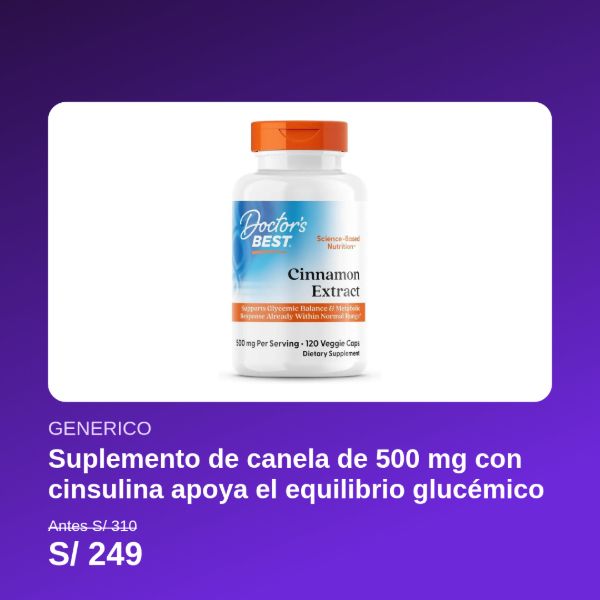 Doctor's
BEST
Science-Based
Nutrition™
Cinnamon
Extract
Supports Glycemic Balance & Metabolic
Response Already Within Normal Range*
500 mg Per Serving • 120 Veggie Caps
Dietary Supplement
GENERICO
Suplemento de canela de 500 mg con
cinsulina apoya el equilibrio glucémico
Antes S/ 310
S/ 249